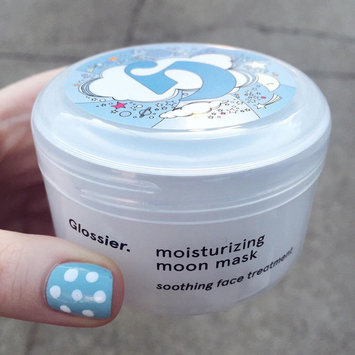 G
Glossier.
moisturizing
moon mask
soothing face treatment